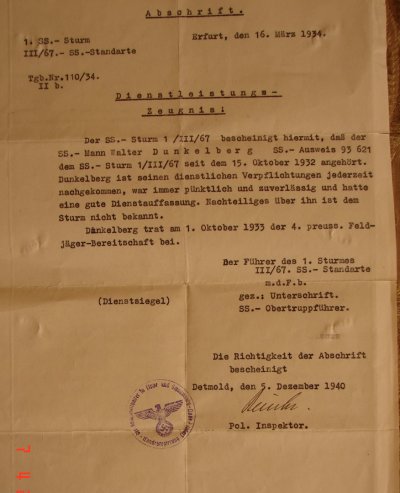 Abschrift.
1. SS.- Sturm
Erfurt, den 16. März 1934.
III/67.- SS.-Standarte
Tgb.Nr.110/34.
II b.
Dienstleistungs-
Zeugnis:
Der SS.- Sturm 1 /III/67 bescheinigt hiermit, daß der
SS.- Mann Walter Dunkelberg SS.- Ausweis 93 621
dem SS.- Sturm 1/III/67 seit dem 15. Oktober 1932 angehört.
Dunkelberg ist seinen dienstlichen Verpflichtungen jederzeit
nachgekommen, war immer pünktlich und zuverlässig und hatte
eine gute Dienstauffassung. Nachteiliges über ihn ist dem
Sturm nicht bekannt.
Dunkelberg trat am 1. Oktober 1933 der 4. preuss. Feld-
jäger-Bereitschaft bei.
Der Führer des 1. Sturmes
III/67. SS.- Standarte
m.d.F.b.
(Dienstsiegel)
gez.: Unterschrift.
SS.- Obertruppführer.
Die Richtigkeit der Abschrift
bescheinigt
Detmold, den 5. Dezember 1940
Pol. Inspektor.